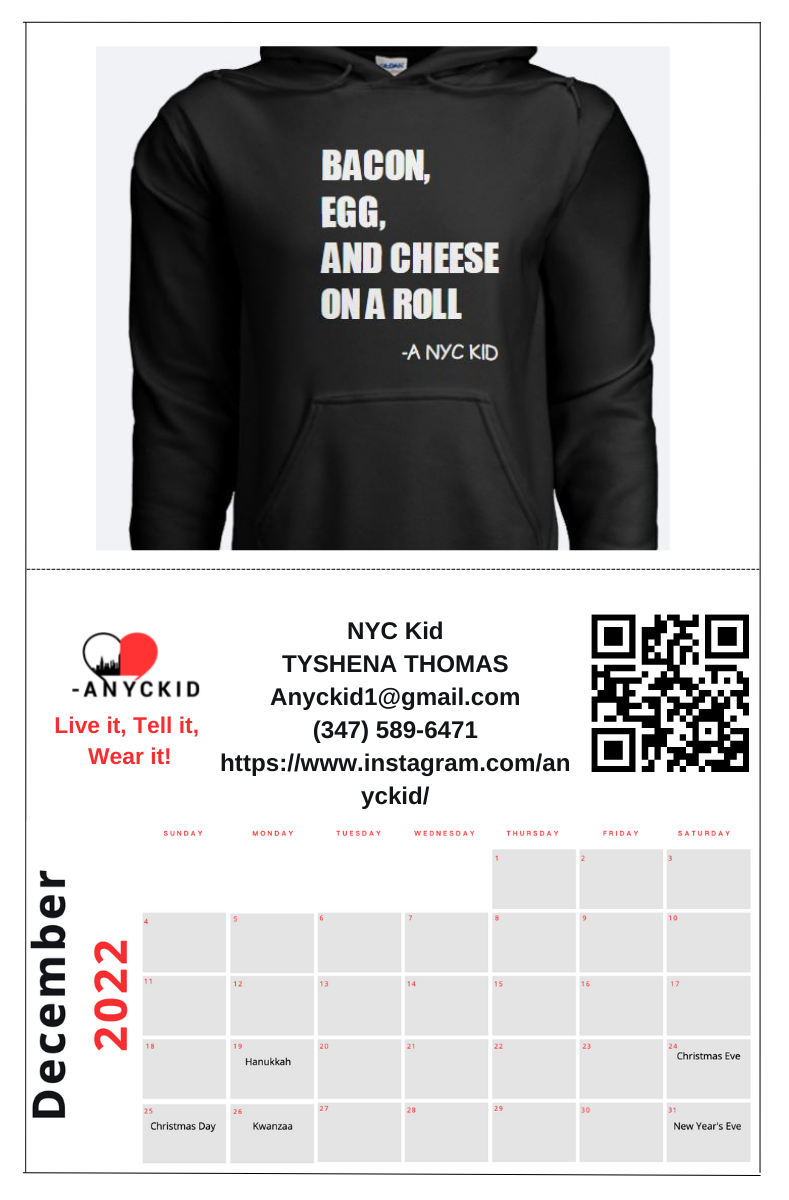 GILDAN
BACON,
EGG,
AND CHEESE
ON A ROLL
-A NYC KID
-ANYCKID
Live it, Tell it,
Wear it!
NYC Kid
TYSHENA THOMAS
Anyckid1@gmail.com
(347) 589-6471
https://www.instagram.com/an
yckid/
December
2022
SUNDAY MONDAY TUESDAY WEDNESDAY THURSDAY FRIDAY SATURDAY
1 2 3
4 5 6 7 8 9 10
11 12 13 14 15 16 17
18 19 20 21 22 23 24
Hanukkah Christmas Eve
25 26 27 28 29 30 31
Christmas Day Kwanzaa New Year's Eve